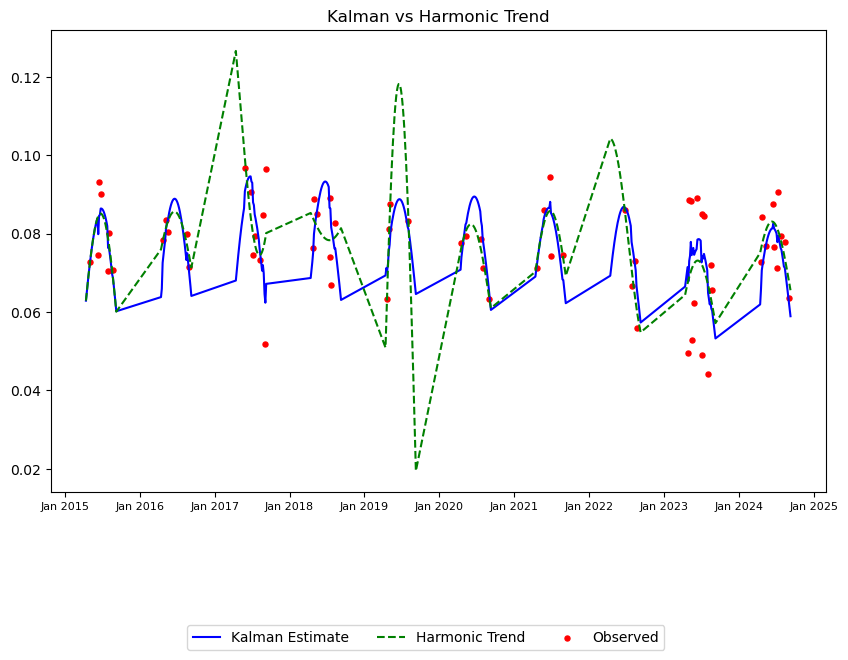 Kalman vs Harmonic Trend
0.12
0.10
0.08
0.06
0.04
0.02
Jan 2015 Jan 2016 Jan 2017 Jan 2018 Jan 2019 Jan 2020 Jan 2021 Jan 2022 Jan 2023 Jan 2024 Jan 2025
Kalman Estimate Harmonic Trend Observed